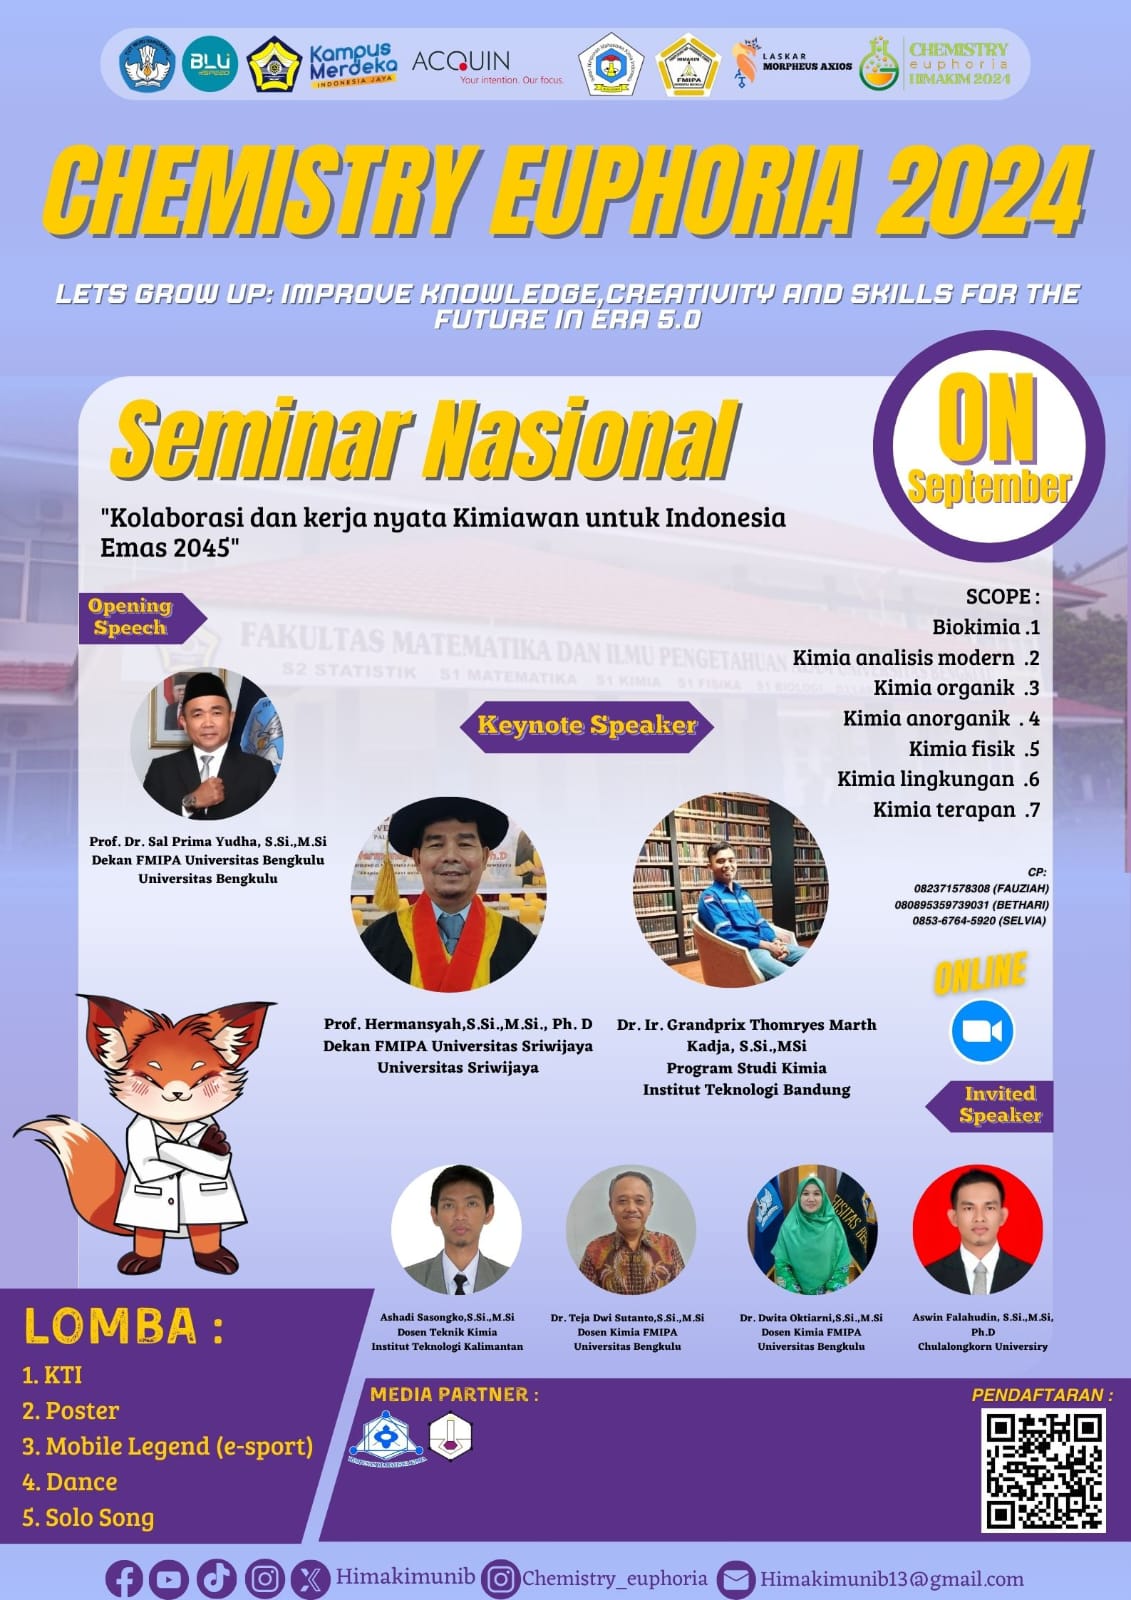 BLU
SPEED
Kampus
Merdeka
INDONESIA JAYA
ACQUIN
Your intention. Our focus.
HIMAKIM
FMIPA
LASKAR
MORPHEUS AXIOS
CHEMISTRY
euphoria
HIMAKIM 2024
CHEMISTRY EUPHORIA 2024
LETS GROW UP: IMPROVE KNOWLEDGE,CREATIVITY AND SKILLS FOR THE
FUTURE IN ERA 5.0
Seminar Nasional
ON
September
"Kolaborasi dan kerja nyata Kimiawan untuk Indonesia
Emas 2045"
Opening
Speech
FAKULTAS MATEMATIKA DAN ILMU PENGETAHUAN
S2 STATISTIK S1 MATEMATIKA S1 KIMIA S1 FISIKA S1 BIOLOGI
SCOPE :
Biokimia .1
Kimia analisis modern .2
Kimia organik .3
Kimia anorganik . 4
Kimia fisik .5
Kimia lingkungan .6
Kimia terapan .7
Keynote Speaker
Prof. Dr. Sal Prima Yudha, S.Si.,M.Si
Dekan FMIPA Universitas Bengkulu
Universitas Bengkulu
CP:
082371578308 (FAUZIAH)
080895359739031 (BETHARI)
0853-6764-5920 (SELVIA)
ONLINE
Prof. Hermansyah,S.Si.,M.Si., Ph. D
Dekan FMIPA Universitas Sriwijaya
Universitas Sriwijaya
Dr. Ir. Grandprix Thomryes Marth
Kadja, S.Si.,MSi
Program Studi Kimia
Institut Teknologi Bandung
Invited
Speaker
Ashadi Sasongko,S.Si.,M.Si
Dosen Teknik Kimia
Institut Teknologi Kalimantan
Dr. Teja Dwi Sutanto,S.Si.,M.Si
Dosen Kimia FMIPA
Universitas Bengkulu
Dr. Dwita Oktiarni,S.Si.,M.Si
Dosen Kimia FMIPA
Universitas Bengkulu
Aswin Falahudin, S.Si.,M.Si,
Ph.D
Chulalongkorn Universiry
LOMBA :
1. KTI
2. Poster
3. Mobile Legend (e-sport)
4. Dance
5. Solo Song
MEDIA PARTNER :
PENDAFTARAN :
Himakimunib
Chemistry_euphoria
Himakimunib13@gmail.com